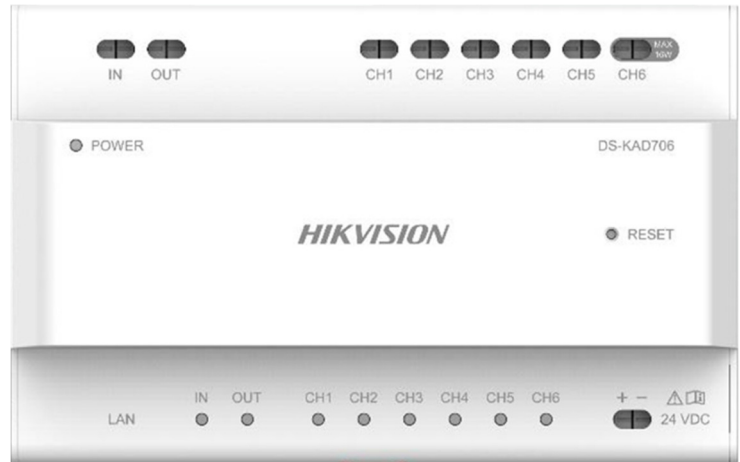 MAX
16W
IN OUT CH1 CH2 CH3 CH4 CH5 CH6
POWER DS-KAD706
HIKVISION
RESET
IN OUT CH1 CH2 CH3 CH4 CH5 CH6 + −
LAN 24 VDC